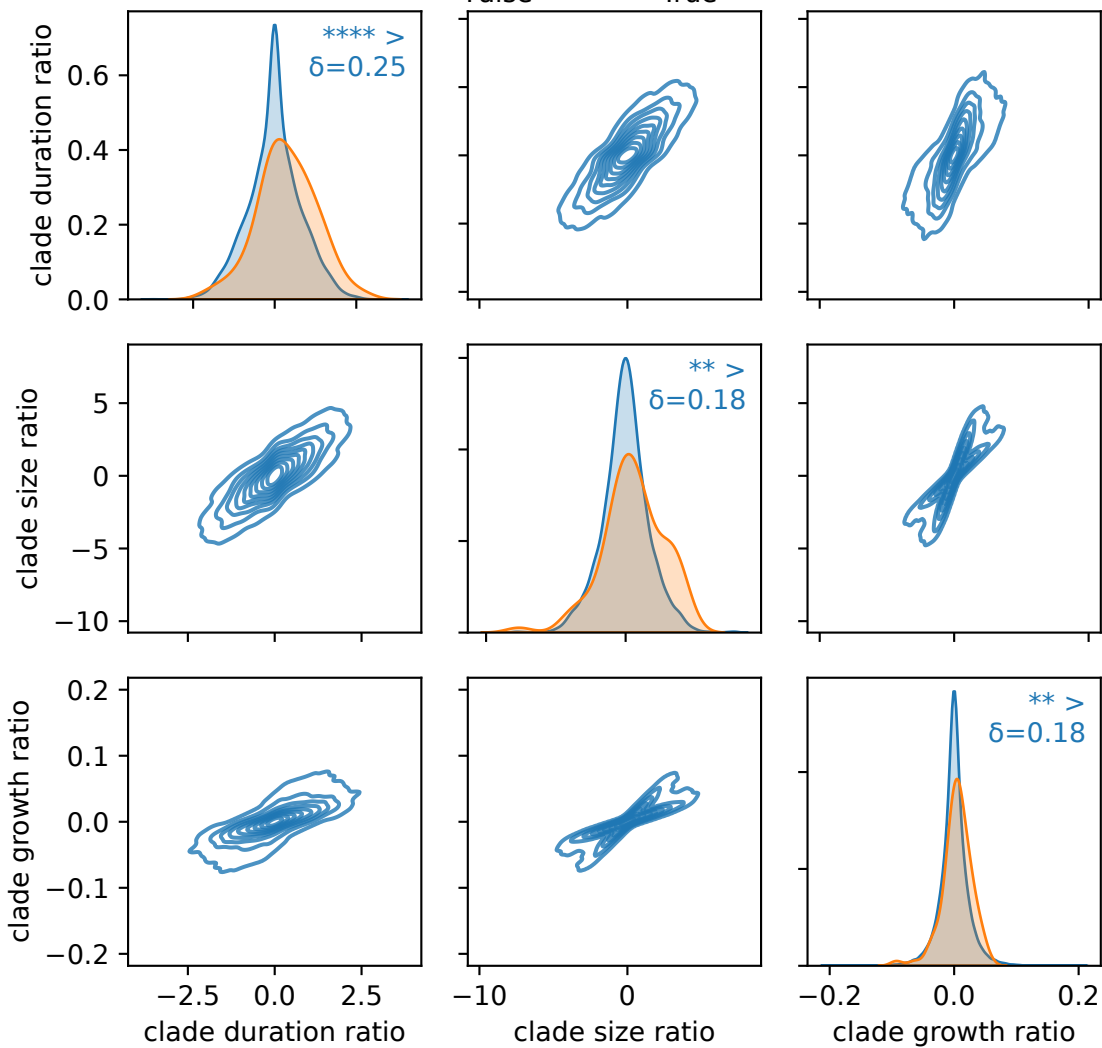 False True
clade duration ratio
0.6
0.4
0.2
0.0
**** >
δ=0.25
clade size ratio
5
0
−5
−10
** >
δ=0.18
clade growth ratio
0.2
0.1
0.0
−0.1
−0.2
** >
δ=0.18
−2.5 0.0 2.5
−10 0
−0.2 0.0 0.2
clade duration ratio
clade size ratio
clade growth ratio